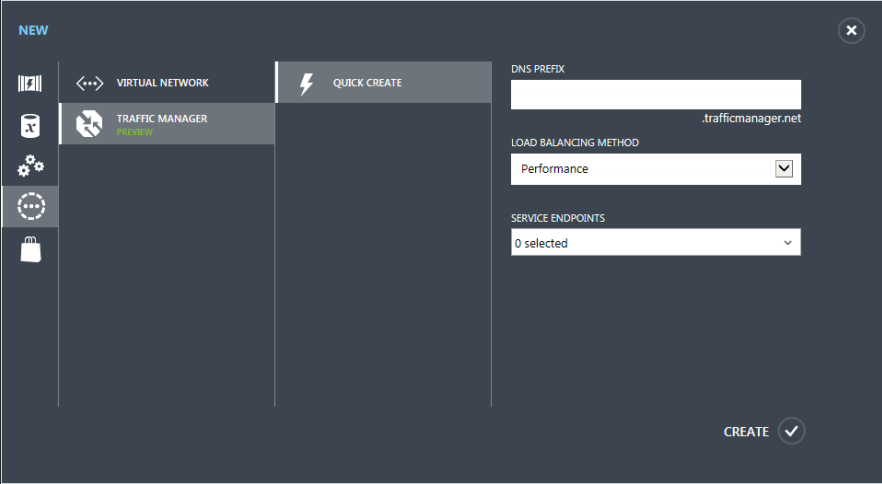 NEW
VIRTUAL NETWORK
TRAFFIC MANAGER
PREVIEW
QUICK CREATE
DNS PREFIX
.trafficmanager.net
LOAD BALANCING METHOD
Performance
SERVICE ENDPOINTS
0 selected
CREATE